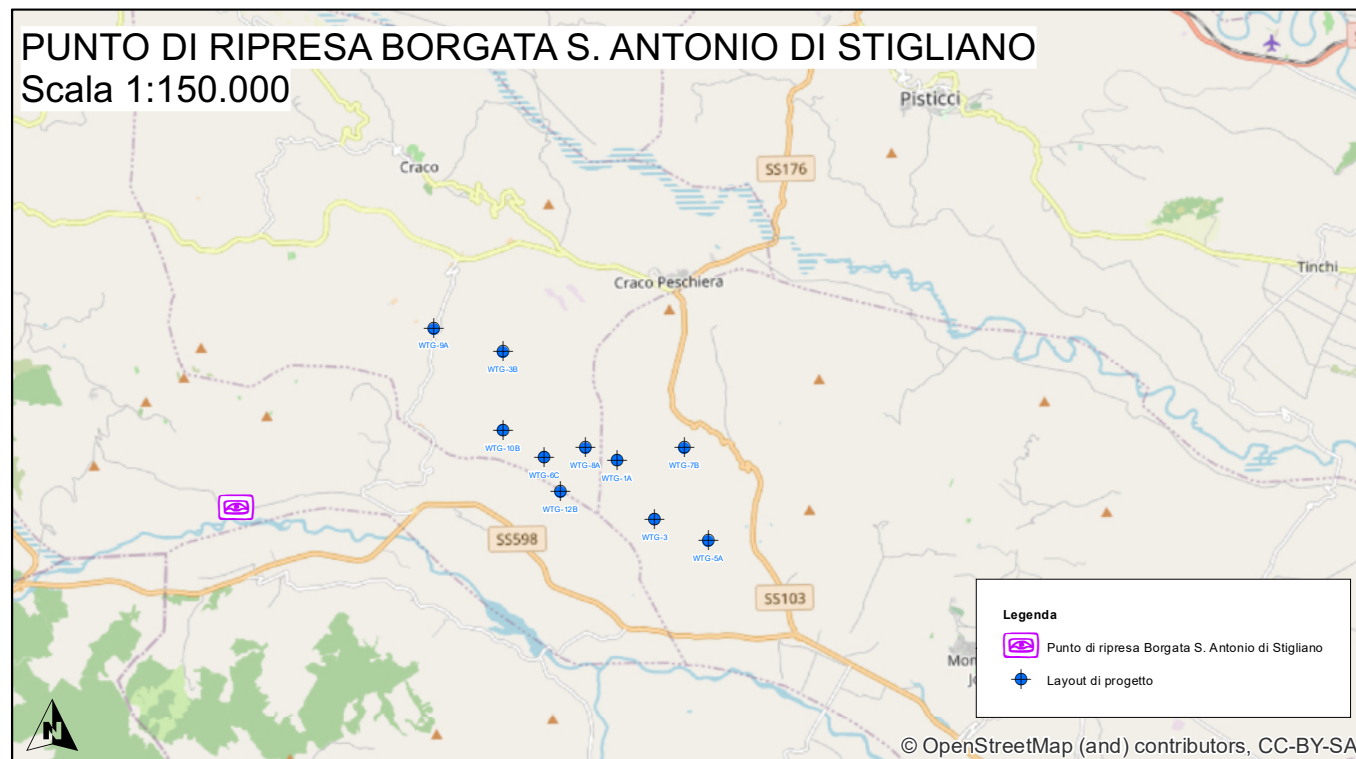 PUNTO DI RIPRESA BORGATA S. ANTONIO DI STIGLIANO
Scala 1:150.000
Pisticci
Craco
SS176
Tinchi
Craco Peschiera
WTG-9A
WTG-3B
WTG-10B
WTG-8A
WTG-7B
WTG-6C
WTG-1A
WTG-12B
WTG-3
SS598
WTG-5A
SS103
Legenda
Punto di ripresa Borgata S. Antonio di Stigliano
Layout di progetto
N
© OpenStreetMap (and) contributors, CC-BY-SA